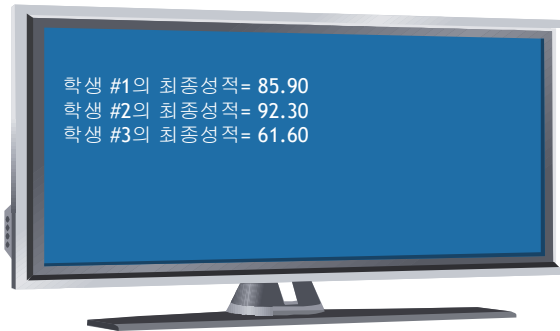 학생 #1의 최종성적= 85.90
학생 #2의 최종성적= 92.30
학생 #3의 최종성적= 61.60